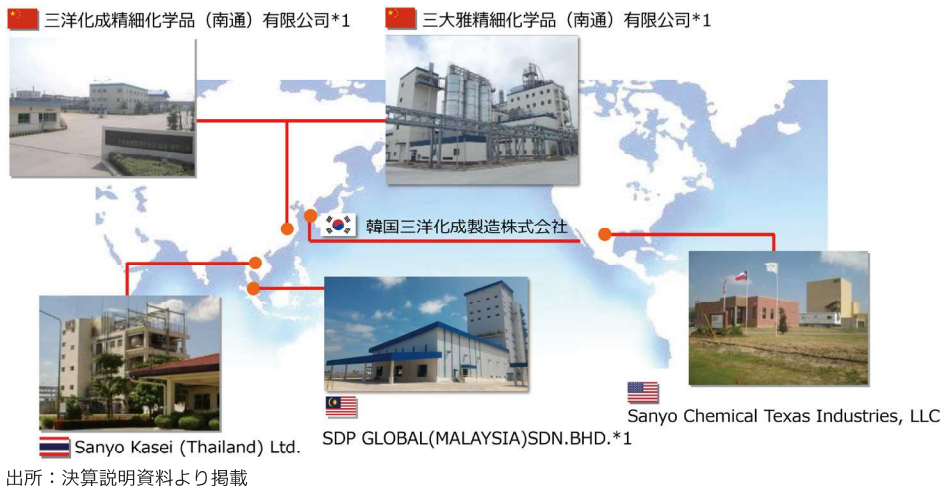 三洋化成精細化学品（南通）有限公司*1
三大雅精細化学品（南通）有限公司*1
韓国三洋化成製造株式会社
Sanyo Chemical Texas Industries, LLC
SDP GLOBAL(MALAYSIA)SDN.BHD.*1
Sanyo Kasei (Thailand) Ltd.
出所：決算説明資料より掲載